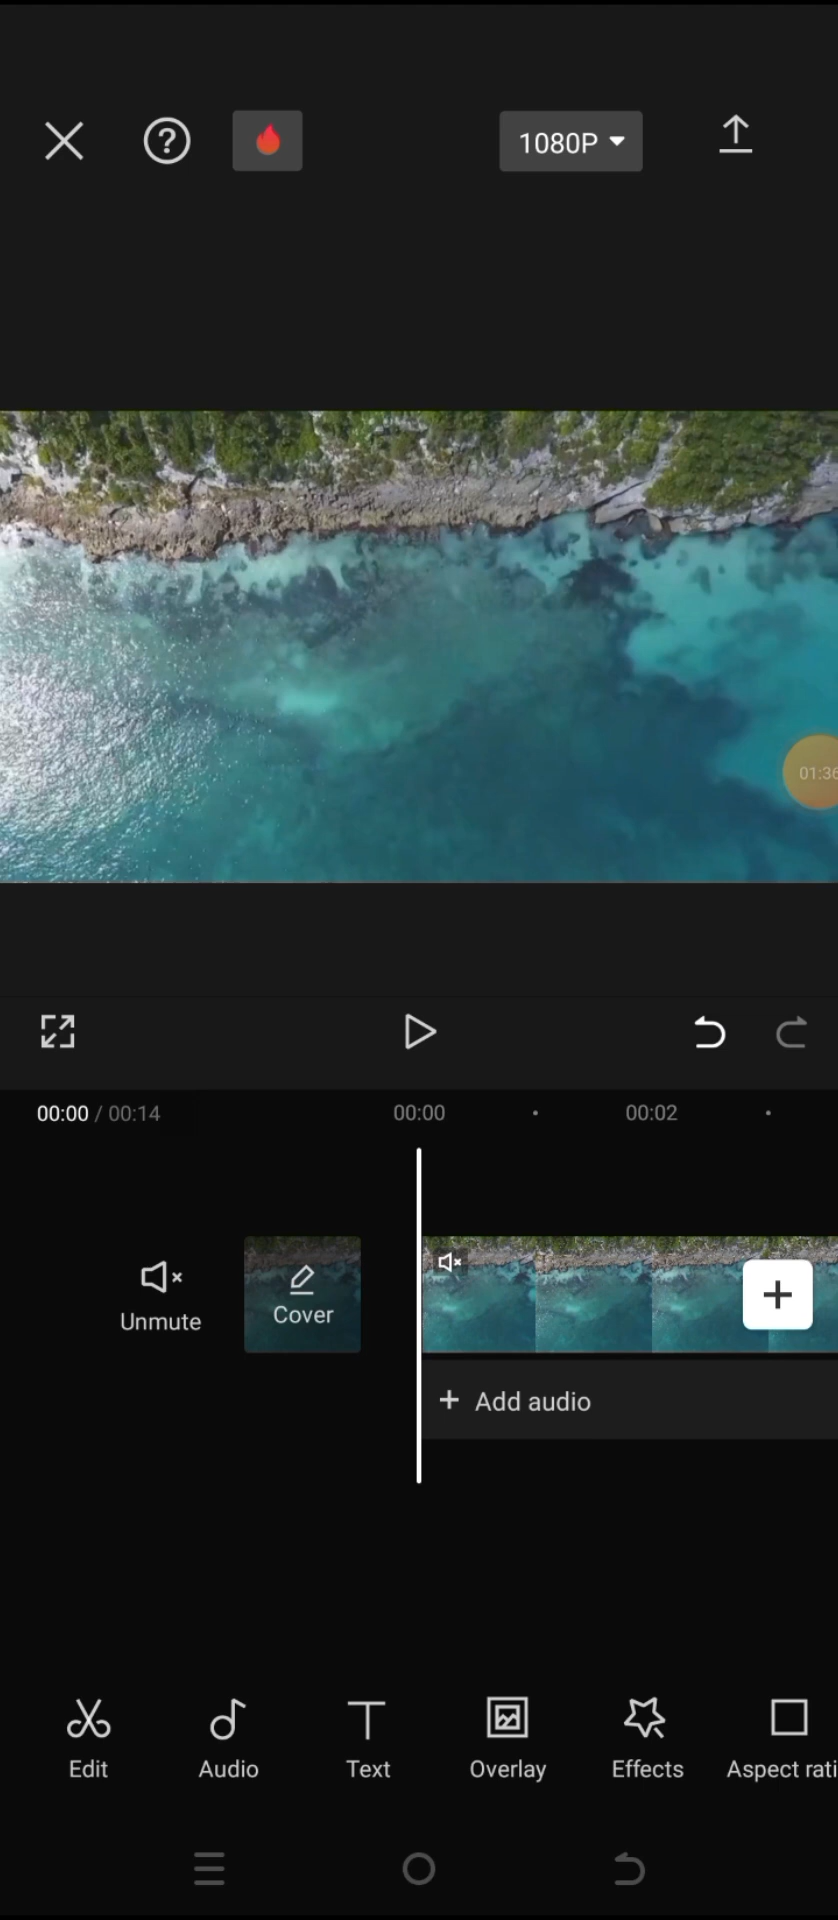 1080P
01:36
00:00 / 00:14
00:00
00:02
Unmute
Cover
Add audio
Edit
Audio
Text
Overlay
Effects
Aspect rati